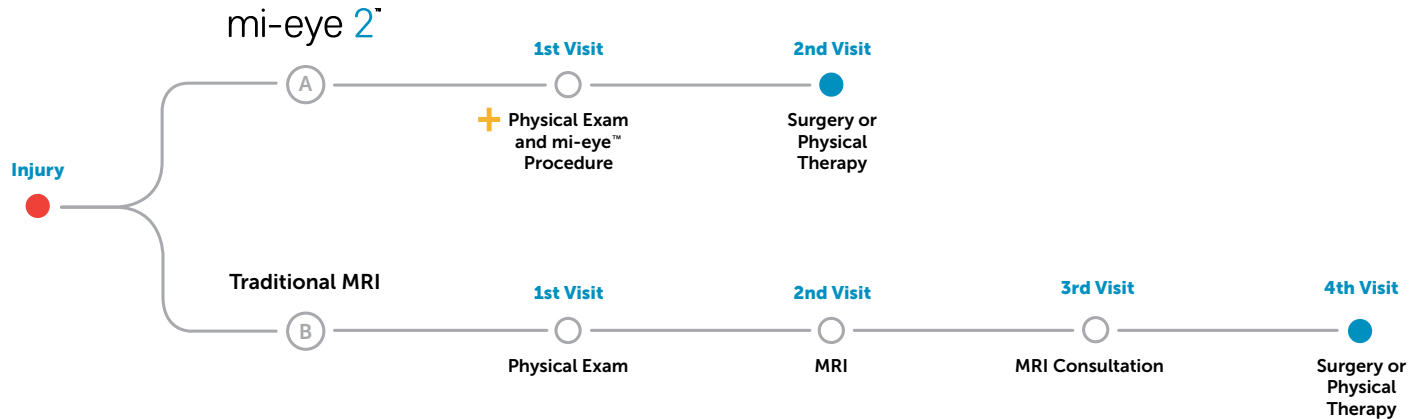 mi-eye 2™
A
1st Visit
2nd Visit
Physical Exam
and mi-eye™
Procedure
Surgery or
Physical
Therapy
Injury
Traditional MRI
B
1st Visit
2nd Visit
3rd Visit
4th Visit
Physical Exam
MRI
MRI Consultation
Surgery or
Physical
Therapy